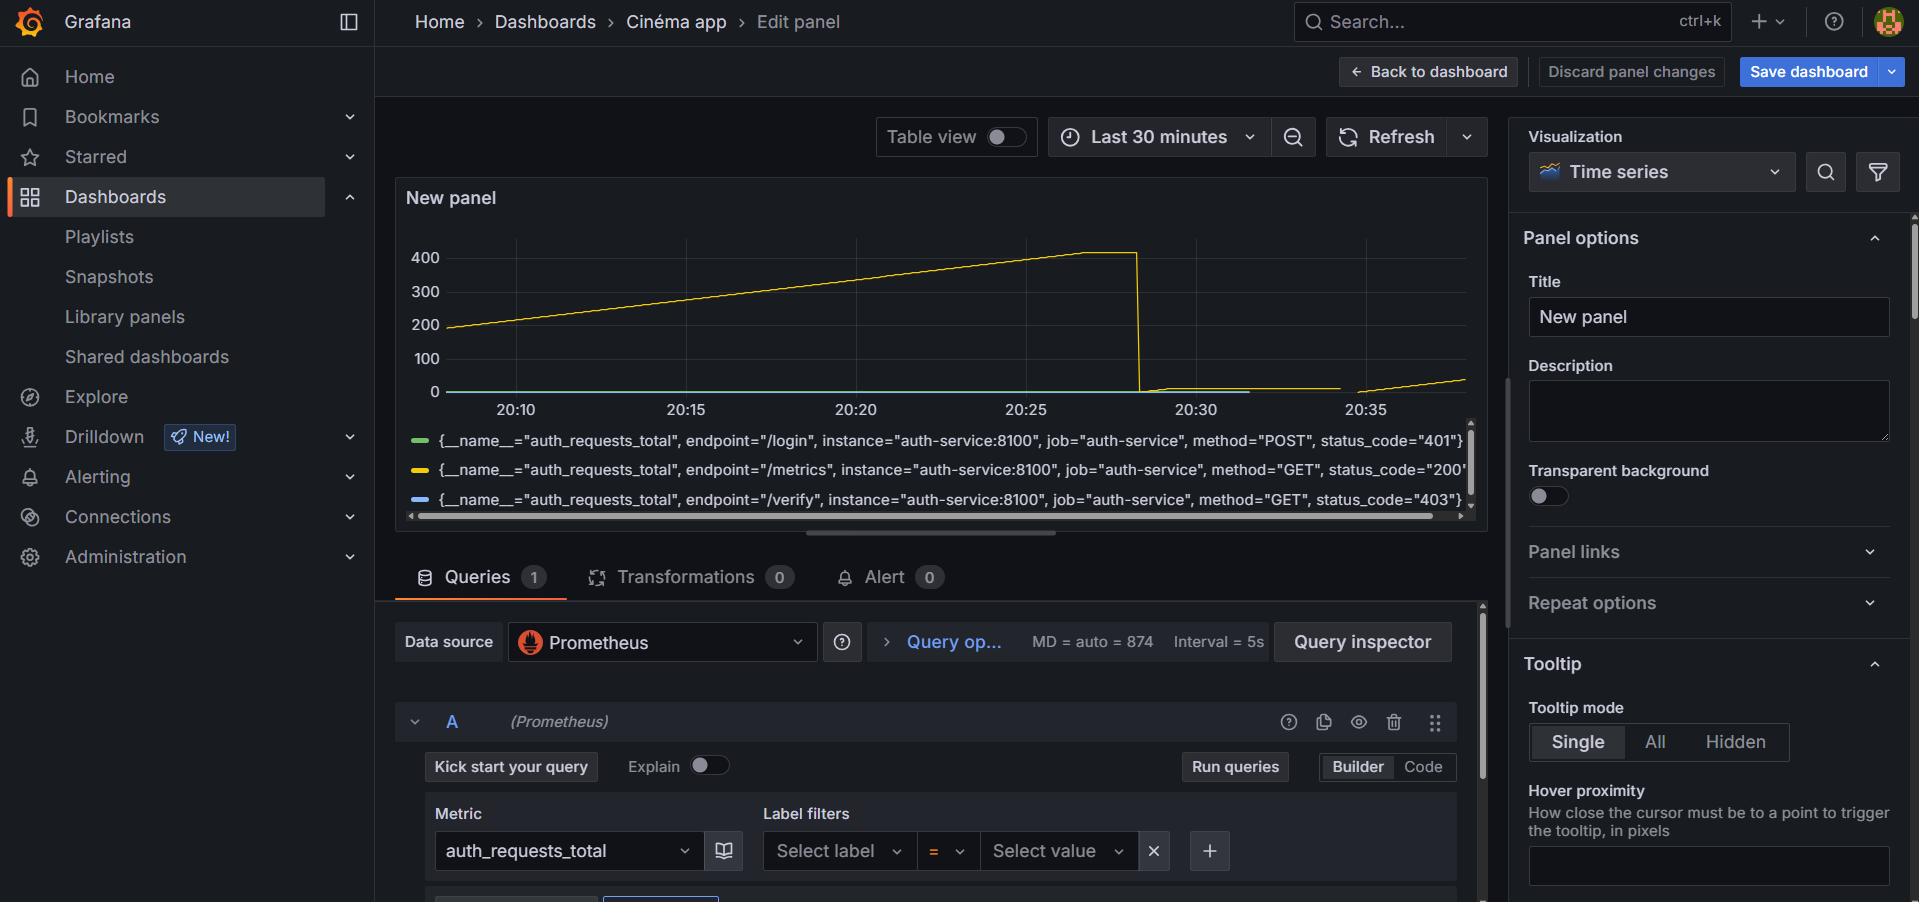 Grafana
Home › Dashboards › Cinéma app › Edit panel
Search... ctrl+k
Back to dashboard
Discard panel changes
Save dashboard
Home
Bookmarks
Starred
Dashboards
Playlists
Snapshots
Library panels
Shared dashboards
Explore
Drilldown New!
Alerting
Connections
Administration
Table view
Last 30 minutes
Refresh
New panel
400
300
200
100
0
20:10 20:15 20:20 20:25 20:30 20:35
{__name__="auth_requests_total", endpoint="/login", instance="auth-service:8100", job="auth-service", method="POST", status_code="401"}
{__name__="auth_requests_total", endpoint="/metrics", instance="auth-service:8100", job="auth-service", method="GET", status_code="200"
{__name__="auth_requests_total", endpoint="/verify", instance="auth-service:8100", job="auth-service", method="GET", status_code="403"}
Queries 1
Transformations 0
Alert 0
Data source
Prometheus
Query op...
MD = auto = 874
Interval = 5s
Query inspector
A (Prometheus)
Kick start your query
Explain
Run queries
Builder Code
Metric
Label filters
auth_requests_total
Select label
=
Select value
Visualization
Time series
Panel options
Title
New panel
Description
Transparent background
Panel links
Repeat options
Tooltip
Tooltip mode
Single All Hidden
Hover proximity
How close the cursor must be to a point to trigger
the tooltip, in pixels